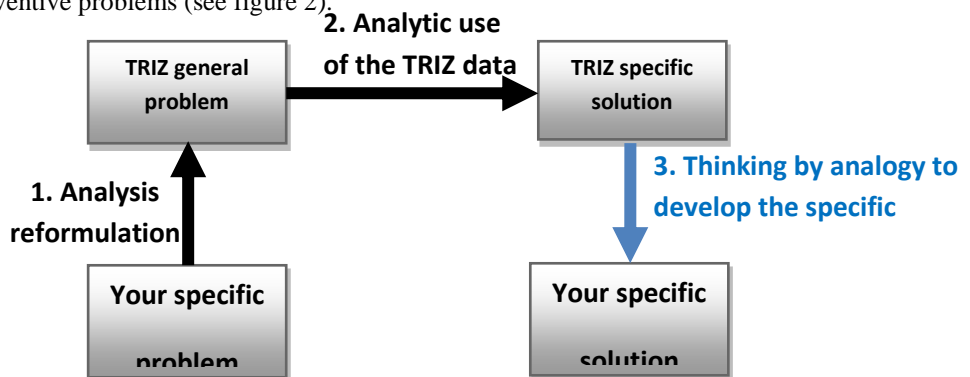 ventive problems (see figure 2).
2. Analytic use
of the TRIZ data
TRIZ general
problem
TRIZ specific
solution
1. Analysis
reformulation
3. Thinking by analogy to
develop the specific
Your specific
problem
Your specific
solution